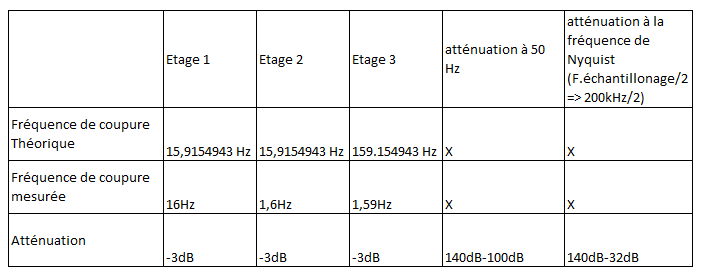 Etage 1
Etage 2
Etage 3
atténuation à 50
Hz
atténuation à la
fréquence de
Nyquist
(F.échantillonage/2
=> 200kHz/2)
Fréquence de coupure
Théorique
15,9154943 Hz
15,9154943 Hz
159.154943 Hz
X
X
Fréquence de coupure
mesurée
16Hz
1,6Hz
1,59Hz
X
X
Atténuation
-3dB
-3dB
-3dB
140dB-100dB
140dB-32dB